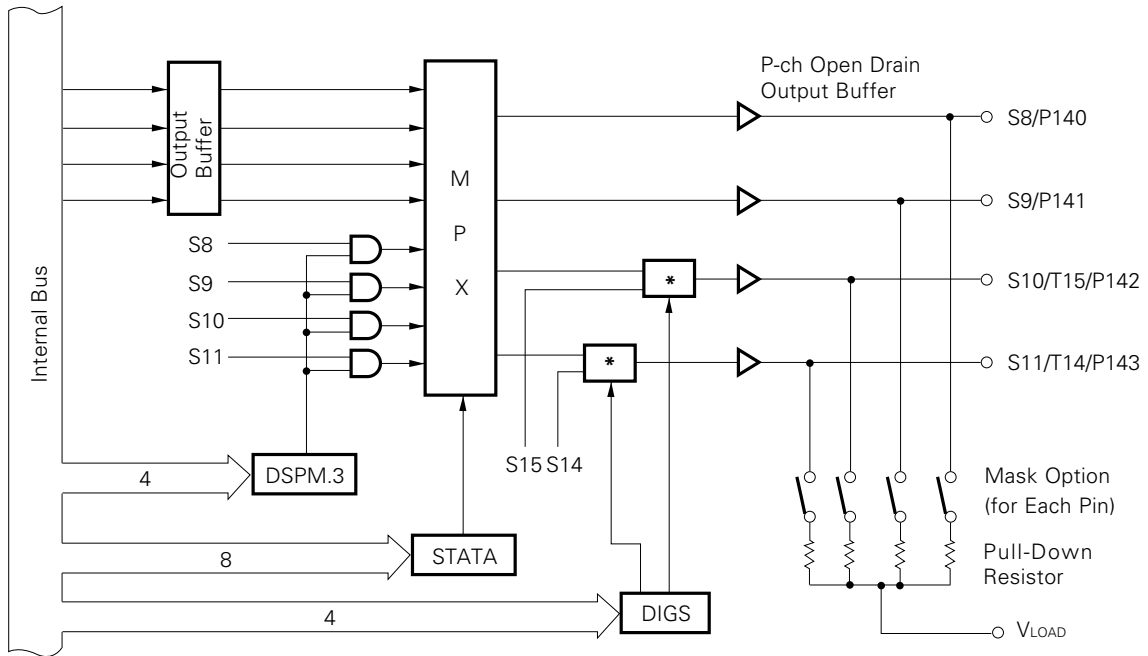 P-ch Open Drain
Output Buffer
Output
Buffer
S8/P140
M
P
X
S9/P141
S8
S9
S10
S11
*
S10/T15/P142
*
S11/T14/P143
Internal Bus
S15 S14
4
DSPM.3
Mask Option
(for Each Pin)
8
STATA
Pull-Down
Resistor
4
DIGS
VLOAD